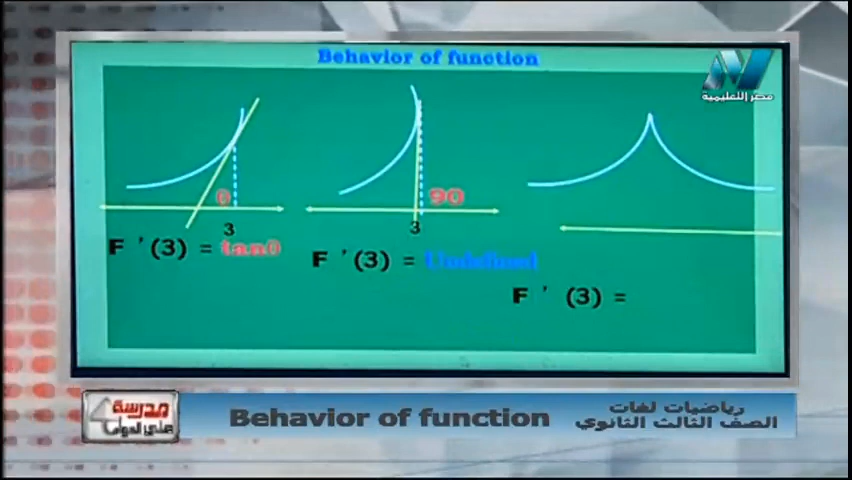 Behavior of function
مصر التعليمية
θ
90
3
3
F '(3) = tanθ
F '(3) = Undefined
F ' (3) =
مدرسة
على الهواء
Behavior of function
رياضيات لغات
الصف الثالث الثانوي